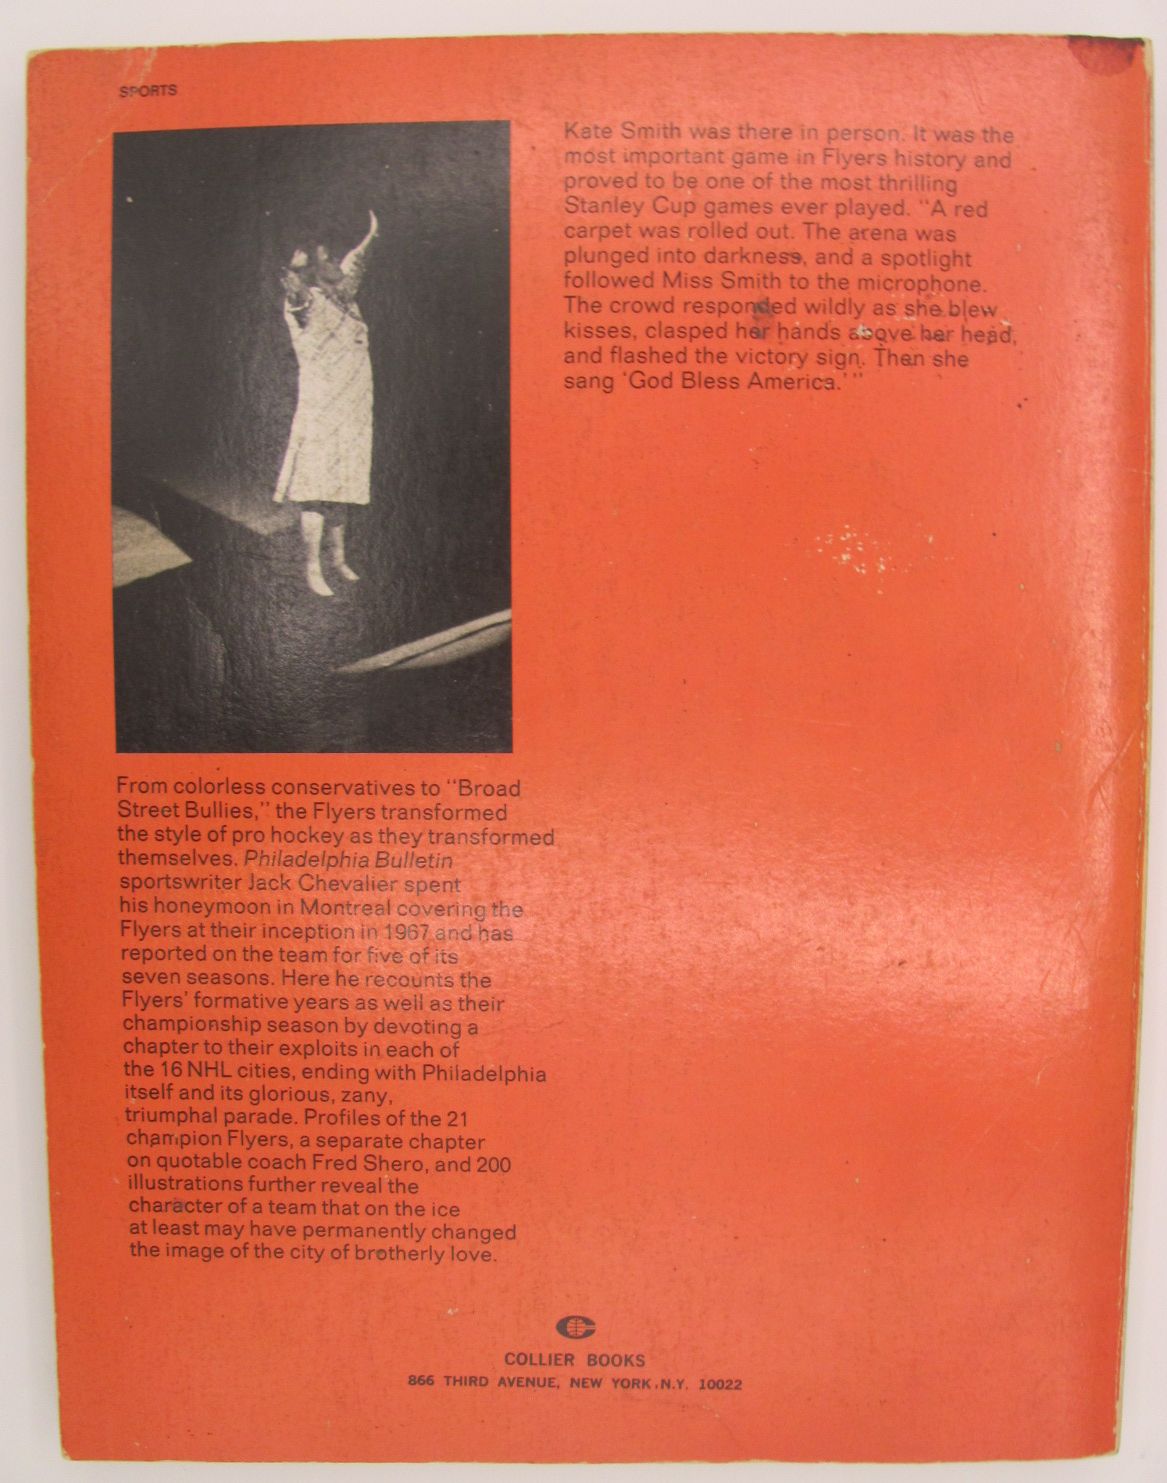 SPORTS
Kate Smith was there in person. It was the
most important game in Flyers history and
proved to be one of the most thrilling
Stanley Cup games ever played. "A red
carpet was rolled out. The arena was
plunged into darkness, and a spotlight
followed Miss Smith to the microphone.
The crowd responded wildly as she blew
kisses, clasped her hands above her head,
and flashed the victory sign. Then she
sang 'God Bless America.'"
From colorless conservatives to "Broad
Street Bullies," the Flyers transformed
the style of pro hockey as they transformed
themselves. Philadelphia Bulletin
sportswriter Jack Chevalier spent
his honeymoon in Montreal covering the
Flyers at their inception in 1967 and has
reported on the team for five of its
seven seasons. Here he recounts the
Flyers' formative years as well as their
championship season by devoting a
chapter to their exploits in each of
the 16 NHL cities, ending with Philadelphia
itself and its glorious, zany,
triumphal parade. Profiles of the 21
champion Flyers, a separate chapter
on quotable coach Fred Shero, and 200
illustrations further reveal the
character of a team that on the ice
at least may have permanently changed
the image of the city of brotherly love.
COLLIER BOOKS
866 THIRD AVENUE, NEW YORK, N.Y. 10022